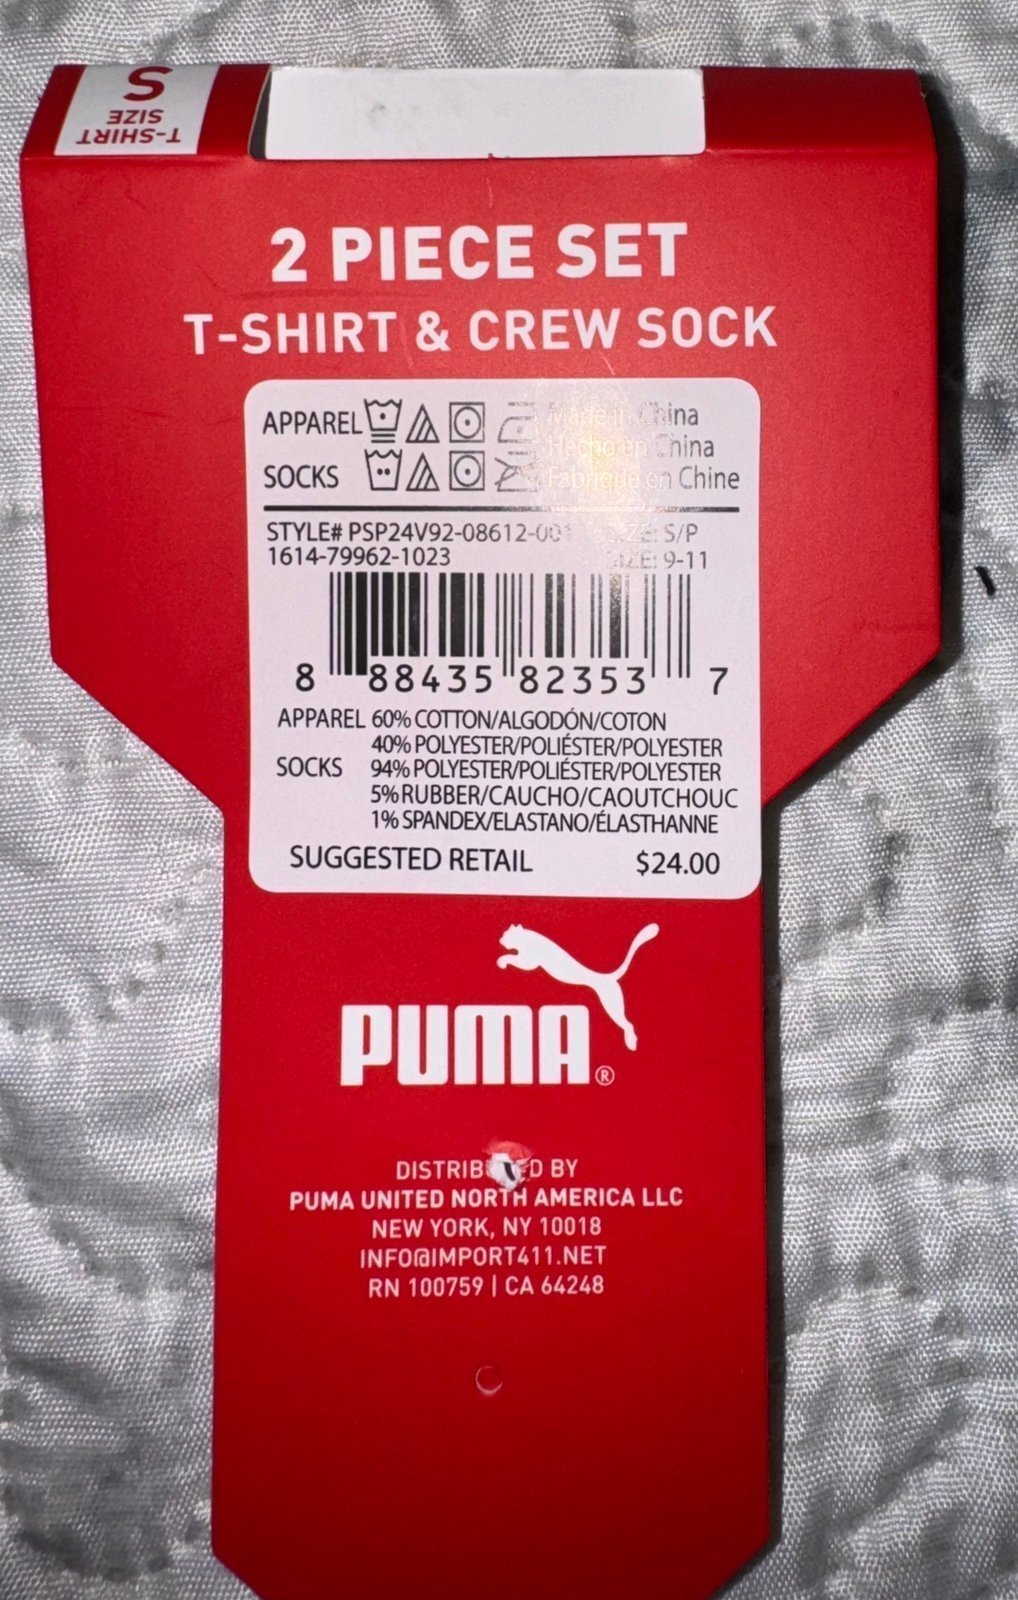 T-SHIRT
SIZE
S
2 PIECE SET
T-SHIRT & CREW SOCK
APPAREL
Made in China
Hecho en China
SOCKS
Fabriqué en Chine
STYLE# PSP24V92-08612-001 SIZE: S/P
1614-79962-1023 SIZE: 9-11
8 88435 82353 7
APPAREL 60% COTTON/ALGODÓN/COTON
40% POLYESTER/POLIÉSTER/POLYESTER
SOCKS 94% POLYESTER/POLIÉSTER/POLYESTER
5% RUBBER/CAUCHO/CAOUTCHOUC
1% SPANDEX/ELASTANO/ÉLASTHANNE
SUGGESTED RETAIL $24.00
PUMA®
DISTRIBUTED BY
PUMA UNITED NORTH AMERICA LLC
NEW YORK, NY 10018
INFO@IMPORT411.NET
RN 100759 | CA 64248